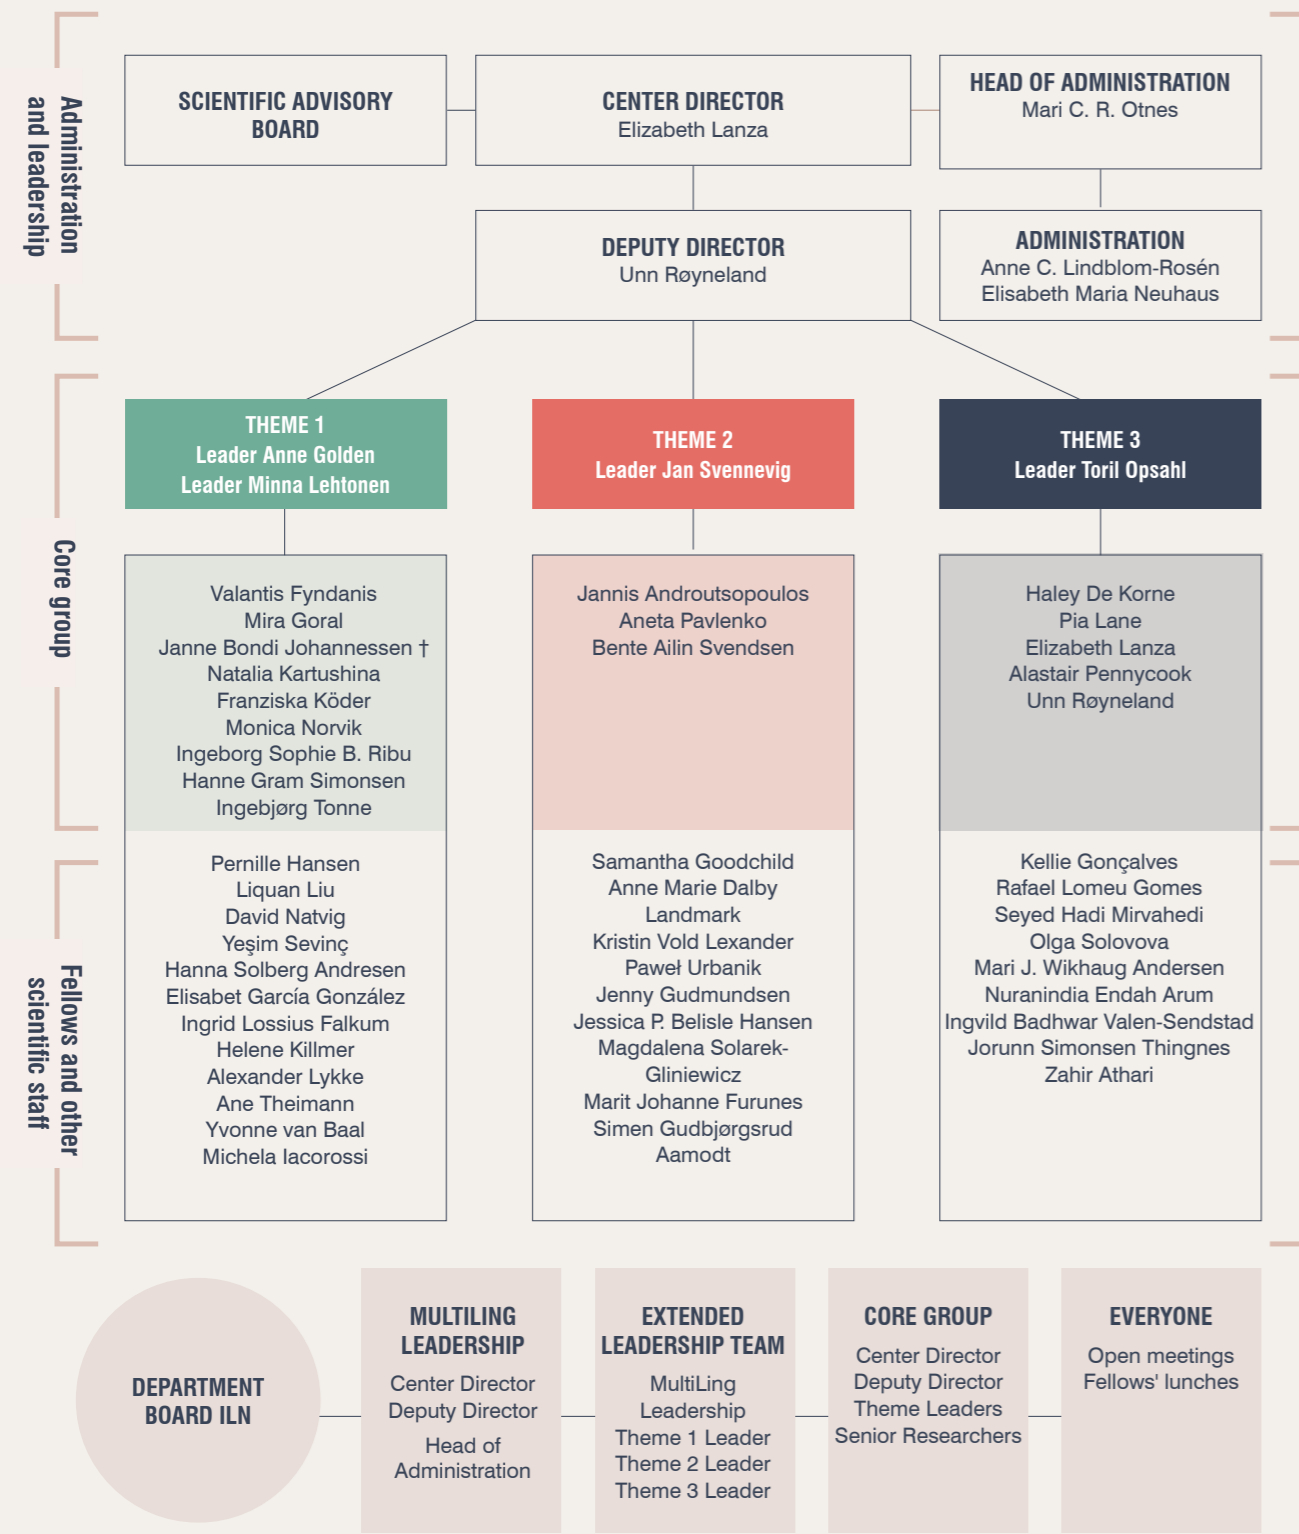 Administration
and leadership
SCIENTIFIC ADVISORY
BOARD
CENTER DIRECTOR
Elizabeth Lanza
HEAD OF ADMINISTRATION
Mari C. R. Otnes
DEPUTY DIRECTOR
Unn Røyneland
ADMINISTRATION
Anne C. Lindblom-Rosén
Elisabeth Maria Neuhaus
Core group
THEME 1
Leader Anne Golden
Leader Minna Lehtonen
THEME 2
Leader Jan Svennevig
THEME 3
Leader Toril Opsahl
Valantis Fyndanis
Mira Goral
Janne Bondi Johannessen †
Natalia Kartushina
Franziska Köder
Monica Norvik
Ingeborg Sophie B. Ribu
Hanne Gram Simonsen
Ingebjørg Tonne
Jannis Androutsopoulos
Aneta Pavlenko
Bente Ailin Svendsen
Haley De Korne
Pia Lane
Elizabeth Lanza
Alastair Pennycook
Unn Røyneland
Fellows and other
scientific staff
Pernille Hansen
Liquan Liu
David Natvig
Yeşim Sevinç
Hanna Solberg Andresen
Elisabet García González
Ingrid Lossius Falkum
Helene Killmer
Alexander Lykke
Ane Theimann
Yvonne van Baal
Michela Iacorossi
Samantha Goodchild
Anne Marie Dalby
Landmark
Kristin Vold Lexander
Paweł Urbanik
Jenny Gudmundsen
Jessica P. Belisle Hansen
Magdalena Solarek-
Gliniewicz
Marit Johanne Furunes
Simen Gudbjørgsrud
Aamodt
Kellie Gonçalves
Rafael Lomeu Gomes
Seyed Hadi Mirvahedi
Olga Solovova
Mari J. Wikhaug Andersen
Nuranindia Endah Arum
Ingvild Badhwar Valen-Sendstad
Jorunn Simonsen Thingnes
Zahir Athari
DEPARTMENT
BOARD ILN
MULTILING
LEADERSHIP
Center Director
Deputy Director
Head of
Administration
EXTENDED
LEADERSHIP TEAM
MultiLing
Leadership
Theme 1 Leader
Theme 2 Leader
Theme 3 Leader
CORE GROUP
Center Director
Deputy Director
Theme Leaders
Senior Researchers
EVERYONE
Open meetings
Fellows' lunches